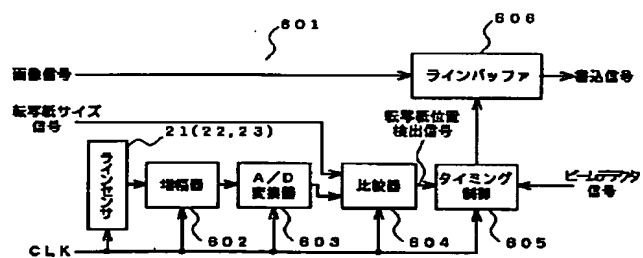 601
606
画像信号
ラインバッファ
書込信号
転写紙サイズ
信号
転写紙位置
検出信号
21(22,23)
ラインセンサ
増幅器
A/D
変換器
比較器
タイミング
制御
ビームデテクタ
信号
602
603
604
605
CLK